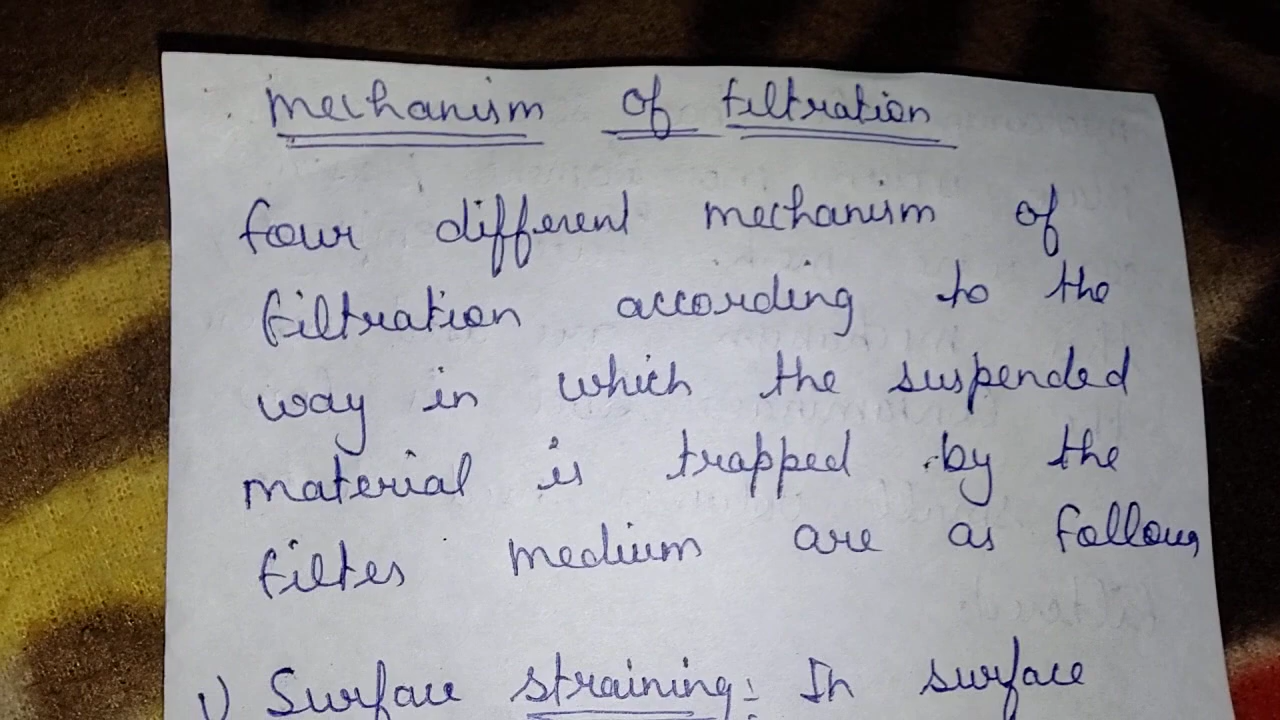 Mechanism of filtration
four different mechanism of
filtration according to the
way in which the suspended
material is trapped by the
filter medium are as follows
1) Surface straining: In surface